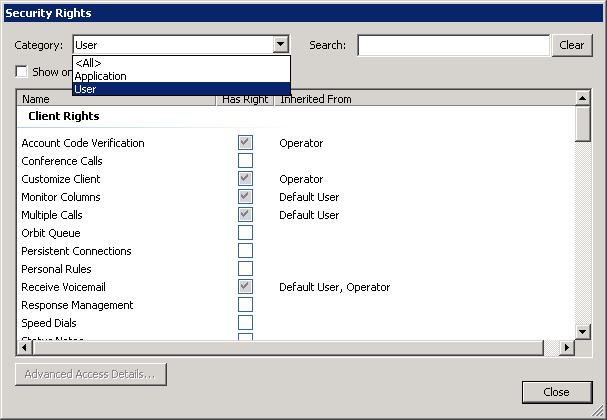 Security Rights
Category: User Search: Clear
<All>
Show on Application
User
Name Has Right Inherited From
Client Rights
Account Code Verification Operator
Conference Calls
Customize Client Operator
Monitor Columns Default User
Multiple Calls Default User
Orbit Queue
Persistent Connections
Personal Rules
Receive Voicemail Default User, Operator
Response Management
Speed Dials
Status Notes
Advanced Access Details...
Close